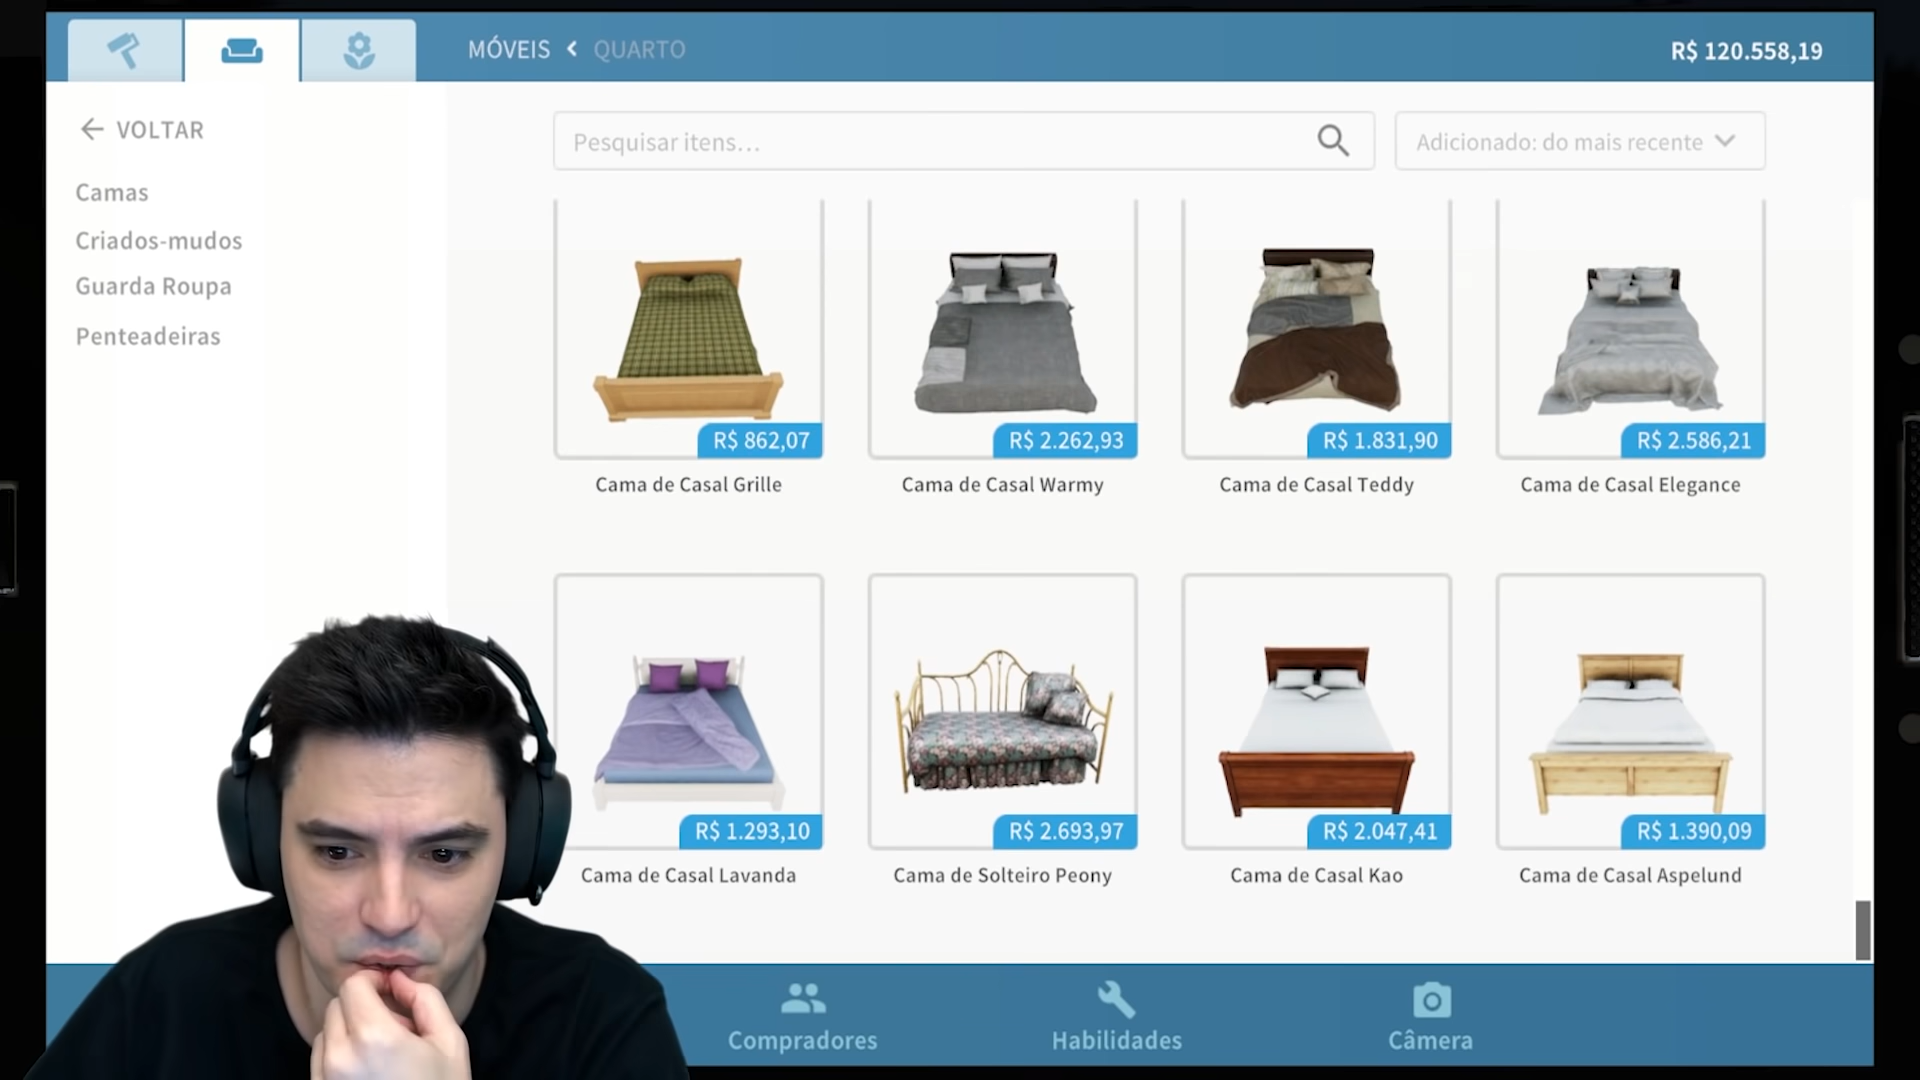 MÓVEIS < QUARTO
R$ 120.558,19
VOLTAR
Pesquisar itens...
Adicionado: do mais recente
Camas
Criados-mudos
Guarda Roupa
Penteadeiras
R$ 862,07
R$ 2.262,93
R$ 1.831,90
R$ 2.586,21
Cama de Casal Grille
Cama de Casal Warmy
Cama de Casal Teddy
Cama de Casal Elegance
R$ 1.293,10
R$ 2.693,97
R$ 2.047,41
R$ 1.390,09
Cama de Casal Lavanda
Cama de Solteiro Peony
Cama de Casal Kao
Cama de Casal Aspelund
Compradores
Habilidades
Câmera